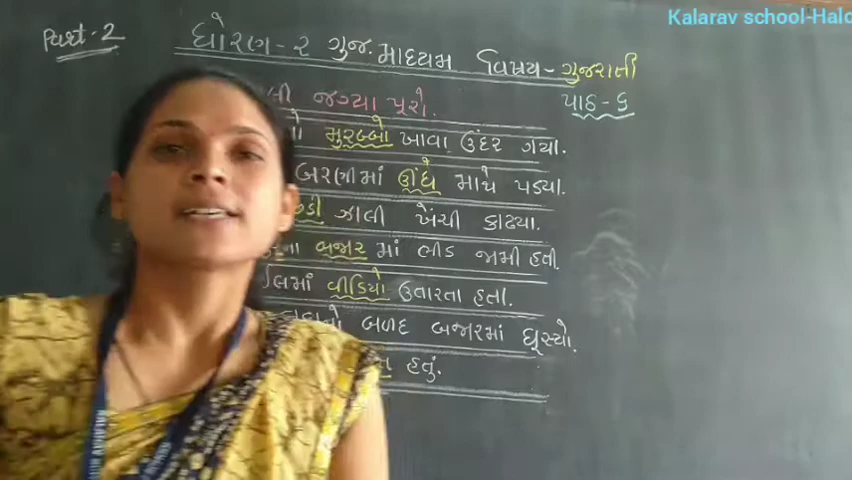 Kalarav school-Halo
Part-2
ધોરણ-૨ ગુજ. માધ્યમ વિષય- ગુજરાતી
પાઠ-૬
જગ્યા પૂરો.
મુરબ્બો ખાવા ઉંદર ગયા.
બરણીમાં ઊંધે માથે પડ્યા.
ઝાલી ખેંચી કાઢ્યા.
બજાર માં ભીડ જામી હતી.
વીડિયો ઉતારતા હતાં.
બળદ બજારમાં ઘૂસ્યો.
હતું.